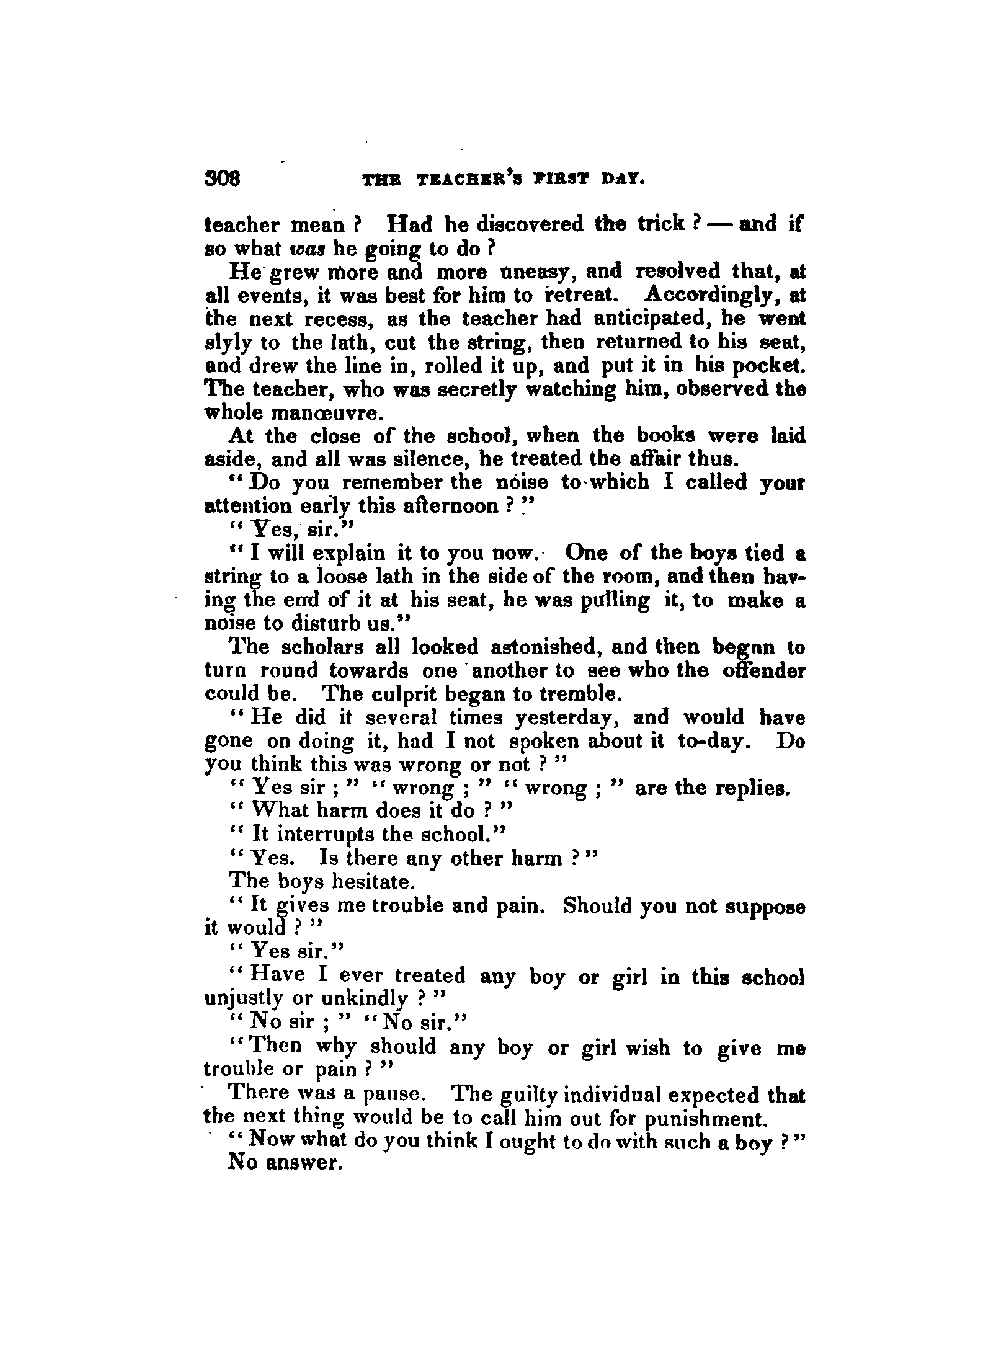 308 THE TEACHER'S FIRST DAY.
teacher mean ? Had he discovered the trick ? — and if
so what was he going to do ?
He grew more and more uneasy, and resolved that, at
all events, it was best for him to retreat. Accordingly, at
the next recess, as the teacher had anticipated, he went
slyly to the lath, cut the string, then returned to his seat,
and drew the line in, rolled it up, and put it in his pocket.
The teacher, who was secretly watching him, observed the
whole manœuvre.
At the close of the school, when the books were laid
aside, and all was silence, he treated the affair thus.
“ Do you remember the noise to which I called your
attention early this afternoon ? ”
“ Yes, sir.”
“ I will explain it to you now. One of the boys tied a
string to a loose lath in the side of the room, and then hav-
ing the end of it at his seat, he was pulling it, to make a
noise to disturb us.”
The scholars all looked astonished, and then began to
turn round towards one another to see who the offender
could be. The culprit began to tremble.
“ He did it several times yesterday, and would have
gone on doing it, had I not spoken about it to-day. Do
you think this was wrong or not ? ”
“ Yes sir ; ” “ wrong ; ” “ wrong ; ” are the replies.
“ What harm does it do ? ”
“ It interrupts the school.”
“ Yes. Is there any other harm ? ”
The boys hesitate.
“ It gives me trouble and pain. Should you not suppose
it would ? ”
“ Yes sir.”
“ Have I ever treated any boy or girl in this school
unjustly or unkindly ? ”
“ No sir ; ” “ No sir.”
“ Then why should any boy or girl wish to give me
trouble or pain ? ”
There was a pause. The guilty individual expected that
the next thing would be to call him out for punishment.
“ Now what do you think I ought to do with such a boy ? ”
No answer.